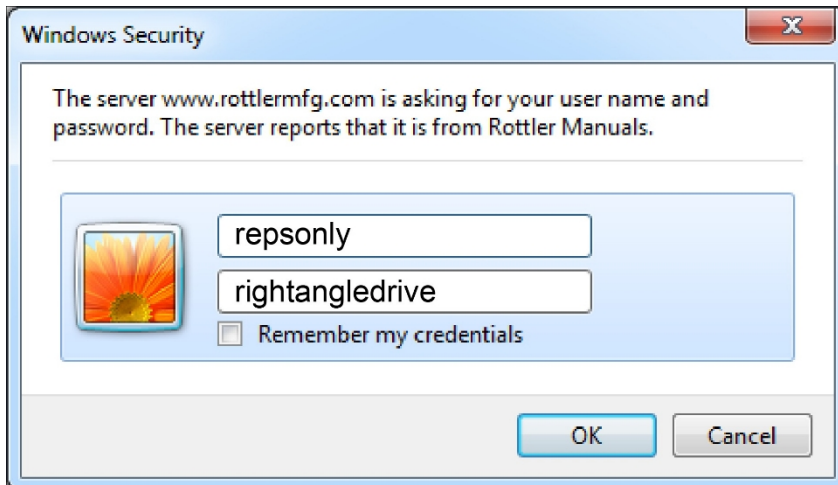 Windows Security
The server www.rottlermfg.com is asking for your user name and
password. The server reports that it is from Rottler Manuals.
repsonly
rightangledrive
Remember my credentials
OK
Cancel